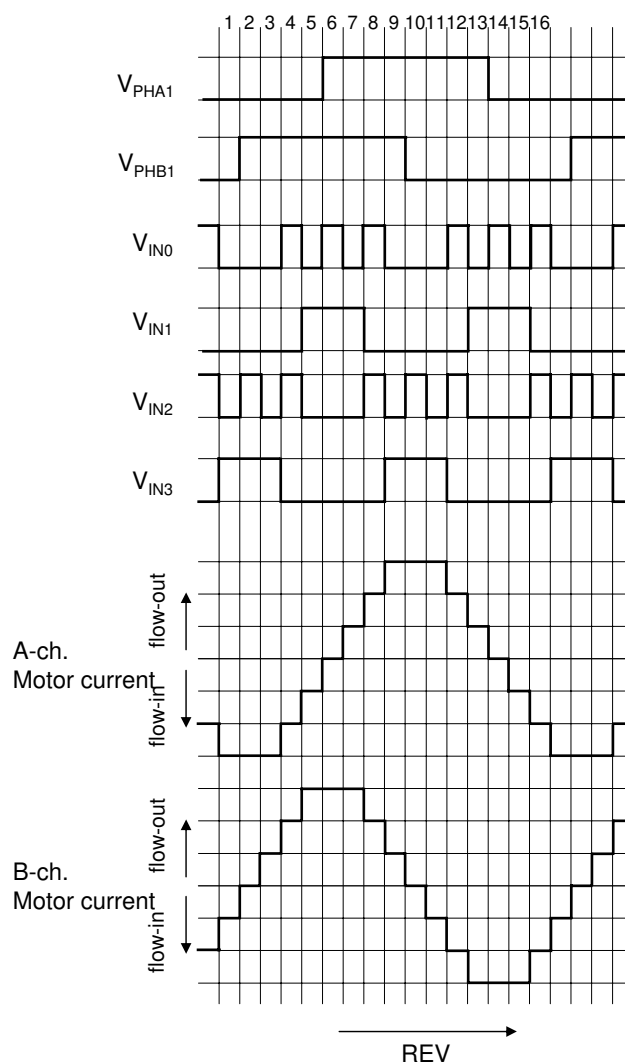 1 2 3 4 5 6 7 8 9 10 11 12 13 14 15 16
VPHA1
VPHB1
VIN0
VIN1
VIN2
VIN3
flow-out
A-ch.
Motor current
flow-in
flow-out
B-ch.
Motor current
flow-in
REV